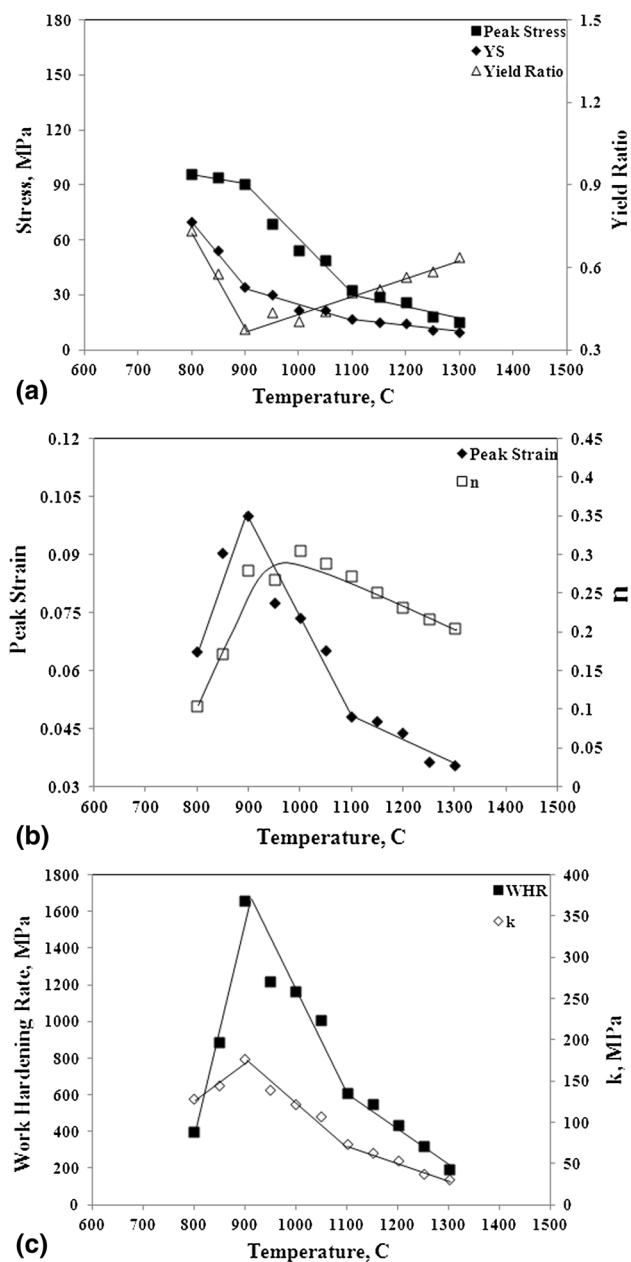 180
150
120
90
60
30
0
Stress, MPa
Peak Stress
YS
Yield Ratio
1.5
1.2
0.9
0.6
0.3
Yield Ratio
600 700 800 900 1000 1100 1200 1300 1400 1500
Temperature, C
(a)
0.12
0.105
0.09
0.075
0.06
0.045
0.03
Peak Strain
Peak Strain
n
0.45
0.4
0.35
0.3
0.25
0.2
0.15
0.1
0.05
0
n
600 700 800 900 1000 1100 1200 1300 1400 1500
Temperature, C
(b)
1800
1600
1400
1200
1000
800
600
400
200
0
Work Hardening Rate, MPa
WHR
k
400
350
300
250
200
150
100
50
0
k, MPa
600 700 800 900 1000 1100 1200 1300 1400 1500
Temperature, C
(c)